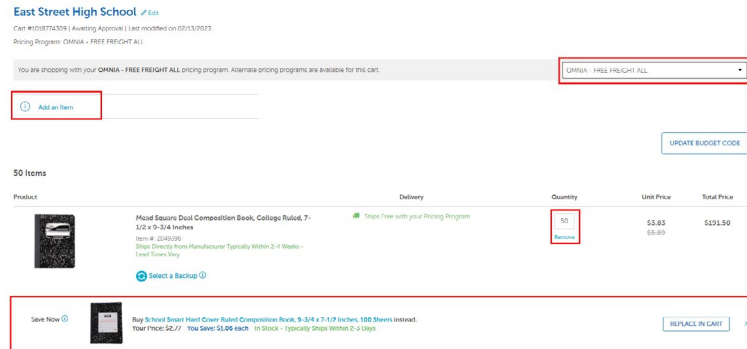 East Street High School Edit
Cart #1018774309 | Awaiting Approval | Last modified on 02/13/2023
Pricing Program: OMNIA - FREE FREIGHT ALL
You are shopping with your OMNIA - FREE FREIGHT ALL pricing program. Alternate pricing programs are available for this cart.
OMNIA - FREE FREIGHT ALL
Add an Item
UPDATE BUDGET CODE
50 Items
Product Delivery Quantity Unit Price Total Price
Mead Square Deal Composition Book, College Ruled, 7-
1/2 x 9-3/4 Inches
Item #: 2049396
Ships Directly from Manufacturer Typically Within 2-4 Weeks -
Lead Times Vary
Select a Backup
Ships Free with your Pricing Program
50
Remove
$3.83
$6.89
$191.50
Save Now
Buy School Smart Hard Cover Ruled Composition Book, 9-3/4 x 7-1/2 Inches, 100 Sheets instead.
Your Price: $2.77 You Save: $1.06 each In Stock - Typically Ships Within 2-3 Days
REPLACE IN CART